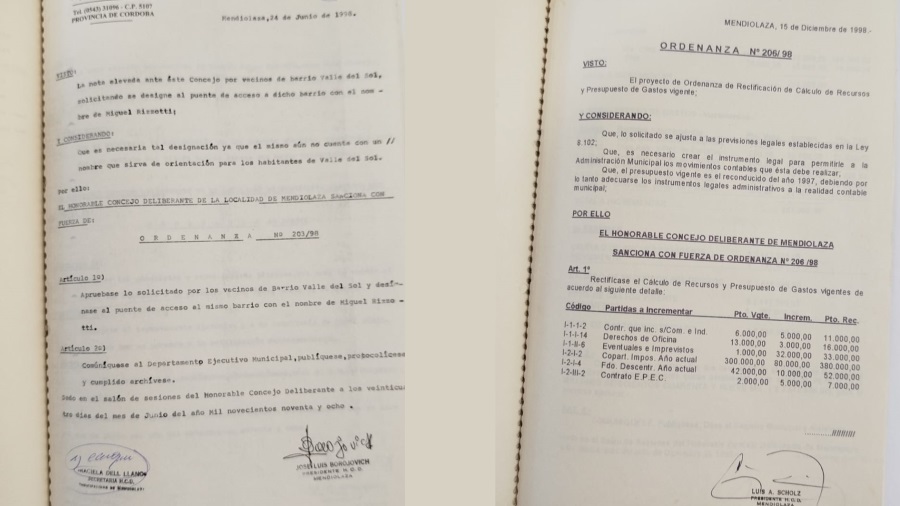 Tel. (0543) 31096 - C.P. 5107
PROVINCIA DE CORDOBA
Mendiolaza,24 de Junio de 1998.
VISTO:
La nota elevada ante éste Concejo por vecinos de barrio Valle del Sol,
solicitando se designe al puente de acceso a dicho barrio con el nom -
bre de Miguel Rissetti;
Y CONSIDERANDO:
Que es necesaria tal designación ya que el mismo aún no cuenta con un //
nombre que sirva de orientación para los habitantes de Valle del Sol.
Por ello:
EL HONORABLE CONCEJO DELIBERANTE DE LA LOCALIDAD DE MENDIOLAZA SANCIONA CON
FUERZA DE:
O R D E N A N Z A Nº 203/98
Artículo 1º)
- Apruebase lo solicitado por los vecinos de Barrio Valle del Sol y desíg-
nase el puente de acceso al mismo barrio con el nombre de Miguel Risse -
tti.
Artículo 2º)
Comúniquese al Departamento Ejecutivo Municipal,publíquese,protocolícese
y cumplido archívese.
Dado en el salón de sesiones del Honorable Concejo Deliberante a los veinticua
tro días del mes de Junio del año Mil novecientos noventa y ocho .
GRACIELA DELL LLANO
SECRETARIA H.C.D.
MUNICIPALIDAD DE MENDIOLAZA
JOSE LUIS BOROJOVICH
PRESIDENTE H.C.D.
MENDIOLAZA
MENDIOLAZA, 15 de Diciembre de 1998.-
ORDENANZA Nº 206/98
VISTO:
El proyecto de Ordenanza de Rectificación de Cálculo de Recursos
y Presupuesto de Gastos vigente;
Y CONSIDERANDO:
Que, lo solicitado se ajusta a las previsiones legales establecidas en la Ley
8.102;
Que, es necesario crear el instrumento legal para permitirle a la
Administración Municipal los movimientos contables que ésta debe realizar;
Que, el presupuesto vigente es el reconducido del año 1997, debiendo por
lo tanto adecuarse los instrumentos legales administrativos a la realidad contable
municipal;
POR ELLO
EL HONORABLE CONCEJO DELIBERANTE DE MENDIOLAZA
SANCIONA CON FUERZA DE ORDENANZA Nº 206 /98
Art. 1º
Rectifícase el Cálculo de Recursos y Presupuesto de Gastos vigentes de
acuerdo al siguiente detalle:
Código Partidas a Incrementar Pto. Vgte. Increm. Pto. Rec.
I-1-1-2 Contr. que inc. s/Com. e Ind. 6.000,00 5.000,00 11.000,00
I-1-I-14 Derechos de Oficina 13.000,00 3.000,00 16.000,00
I-1-II-6 Eventuales e Imprevistos 1.000,00 32.000,00 33.000,00
I-2-I-2 Copart. Impos. Año actual 300.000,00 80.000,00 380.000,00
I-2-I-4 Fdo. Descentr. Año actual 42.000,00 10.000,00 52.000,00
I-2-III-2 Contrato E.P.E.C. 2.000,00 5.000,00 7.000,00
..........////////////
LUIS A. SCHOLZ
PRESIDENTE H.C.D.
MENDIOLAZA